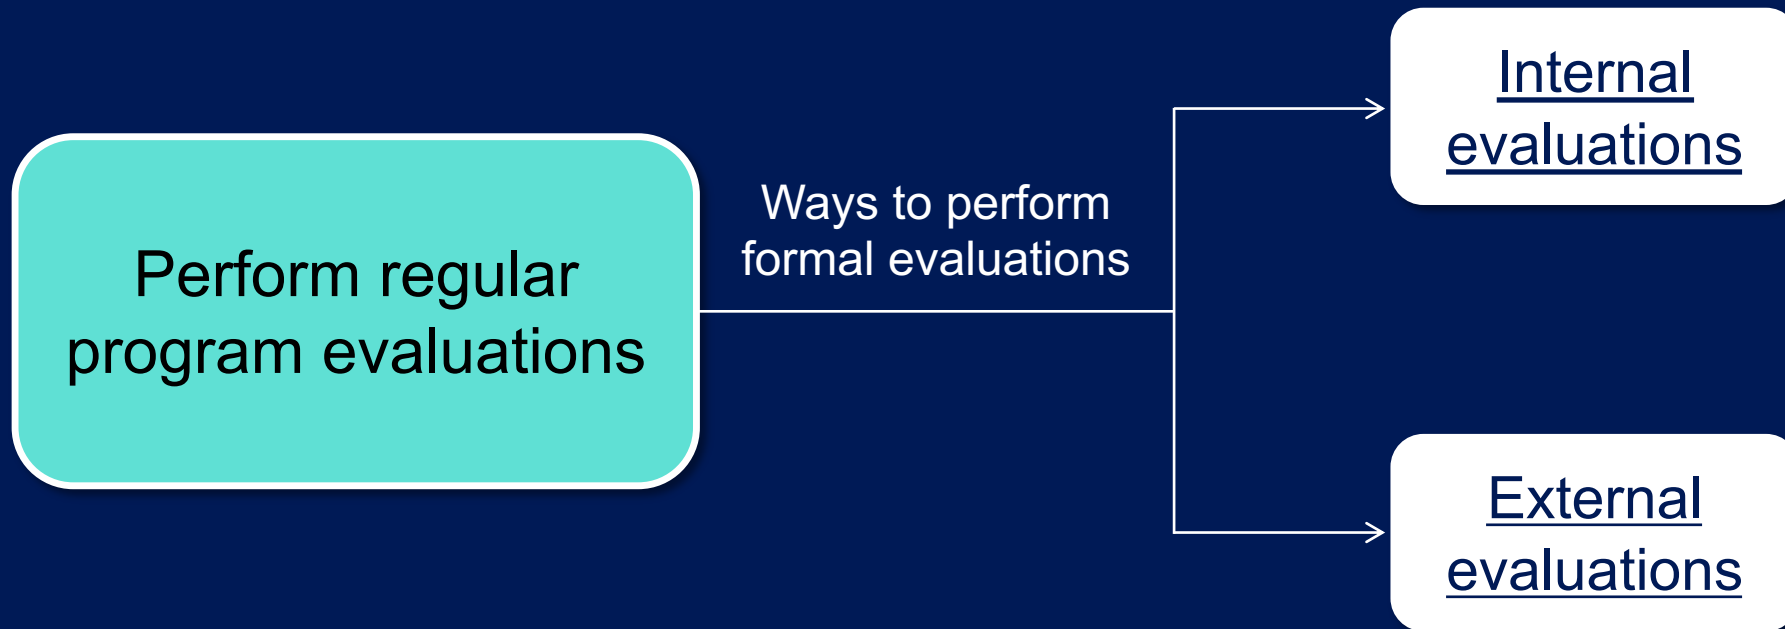 Internal
evaluations
Ways to perform
formal evaluations
Perform regular
program evaluations
External
evaluations